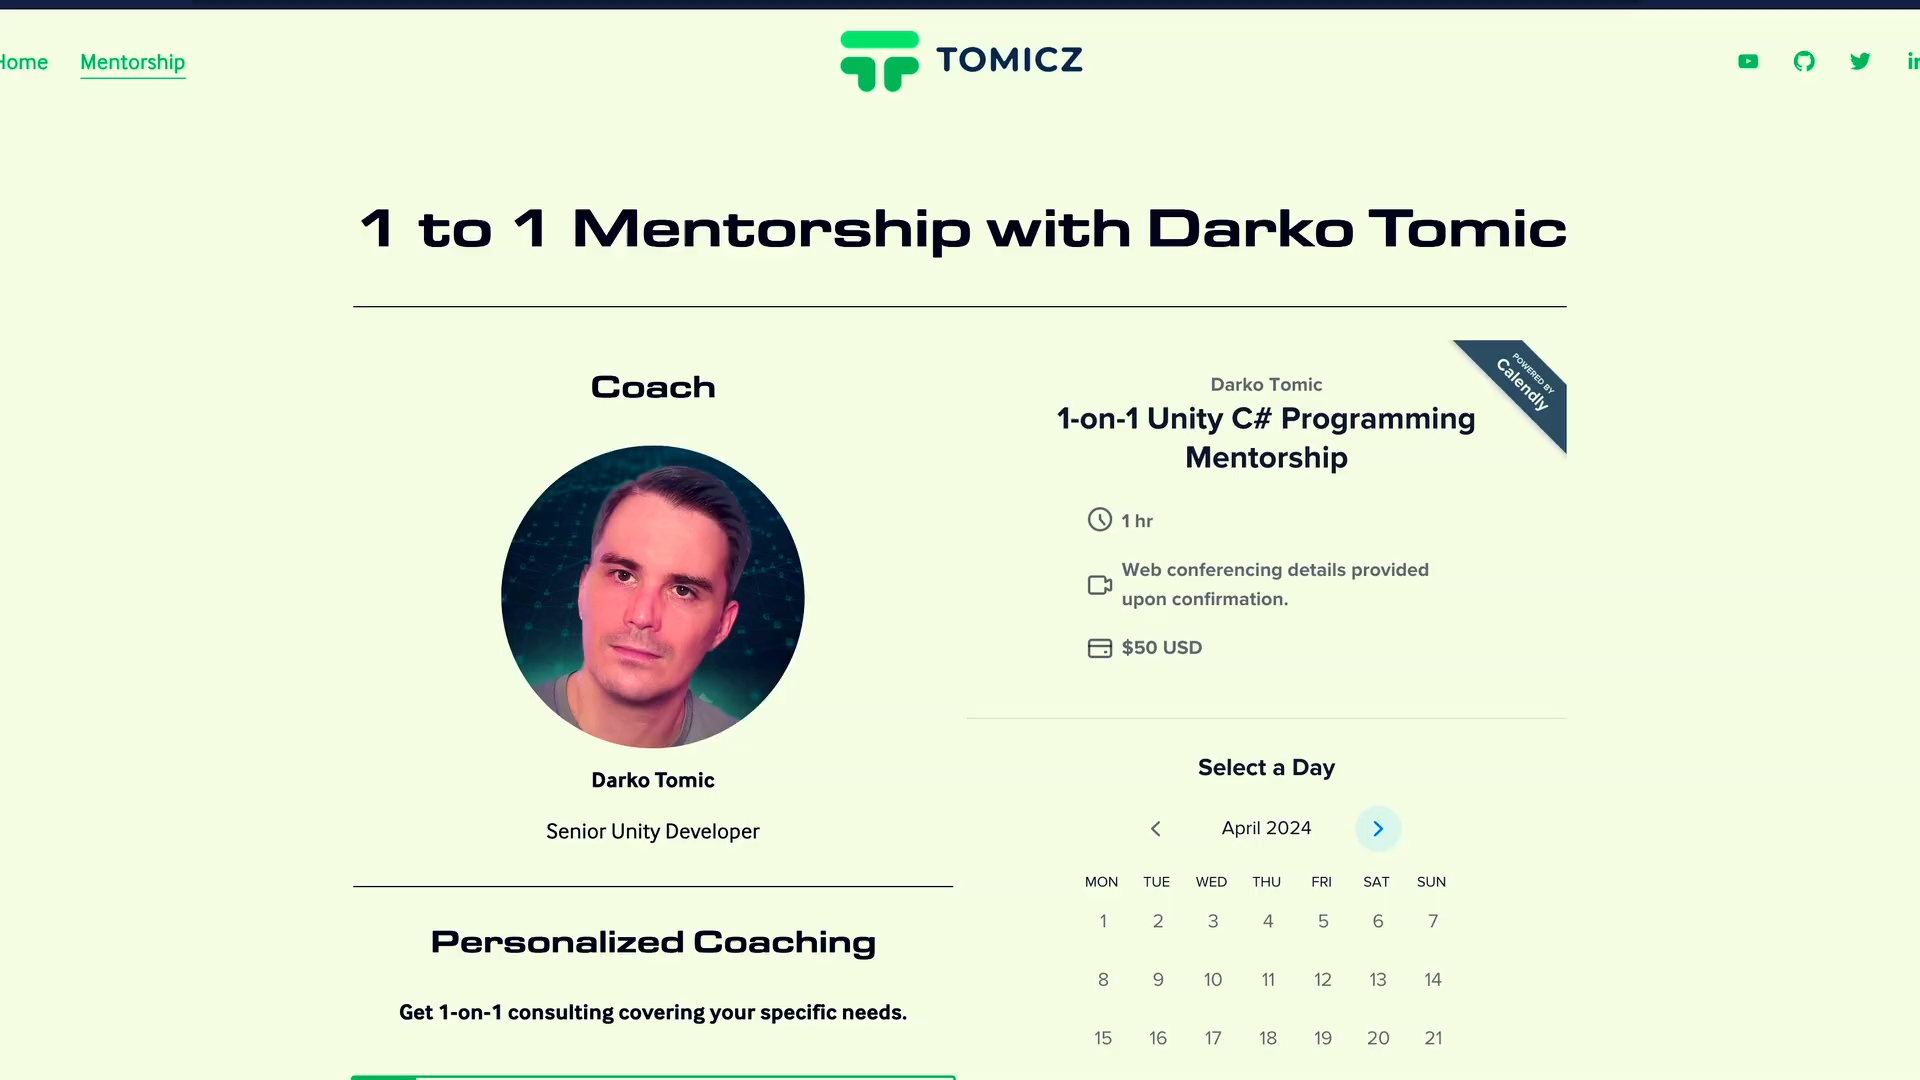 Home Mentorship
TOMICZ
in
1 to 1 Mentorship with Darko Tomic
Coach
Darko Tomic
Senior Unity Developer
Personalized Coaching
Get 1-on-1 consulting covering your specific needs.
POWERED BY
Calendly
Darko Tomic
1-on-1 Unity C# Programming
Mentorship
1 hr
Web conferencing details provided
upon confirmation.
$50 USD
Select a Day
April 2024
MON TUE WED THU FRI SAT SUN
1 2 3 4 5 6 7
8 9 10 11 12 13 14
15 16 17 18 19 20 21